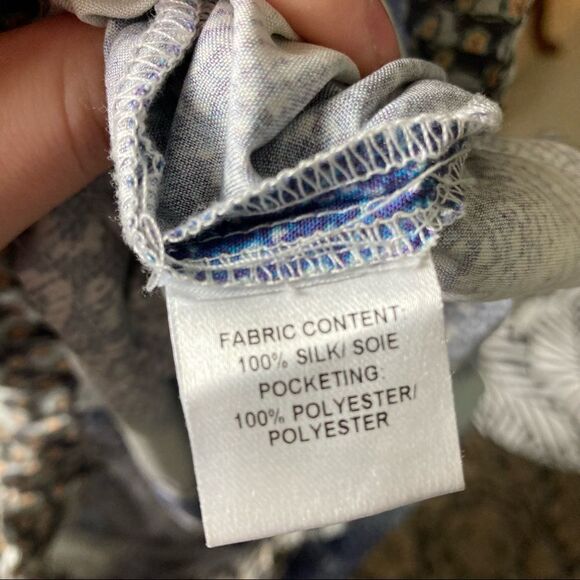 FABRIC CONTENT:
100% SILK/ SOIE
POCKETING:
100% POLYESTER/
POLYESTER